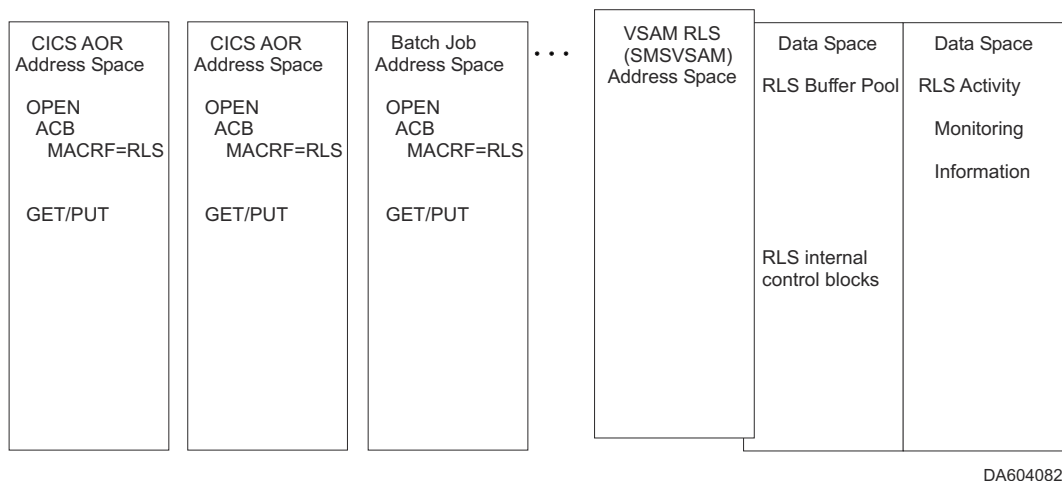 CICS AOR
Address Space
OPEN
ACB
MACRF=RLS
GET/PUT
CICS AOR
Address Space
OPEN
ACB
MACRF=RLS
GET/PUT
Batch Job
Address Space
OPEN
ACB
MACRF=RLS
GET/PUT
...
VSAM RLS
(SMSVSAM)
Address Space
Data Space
RLS Buffer Pool
RLS internal
control blocks
Data Space
RLS Activity
Monitoring
Information
DA604082